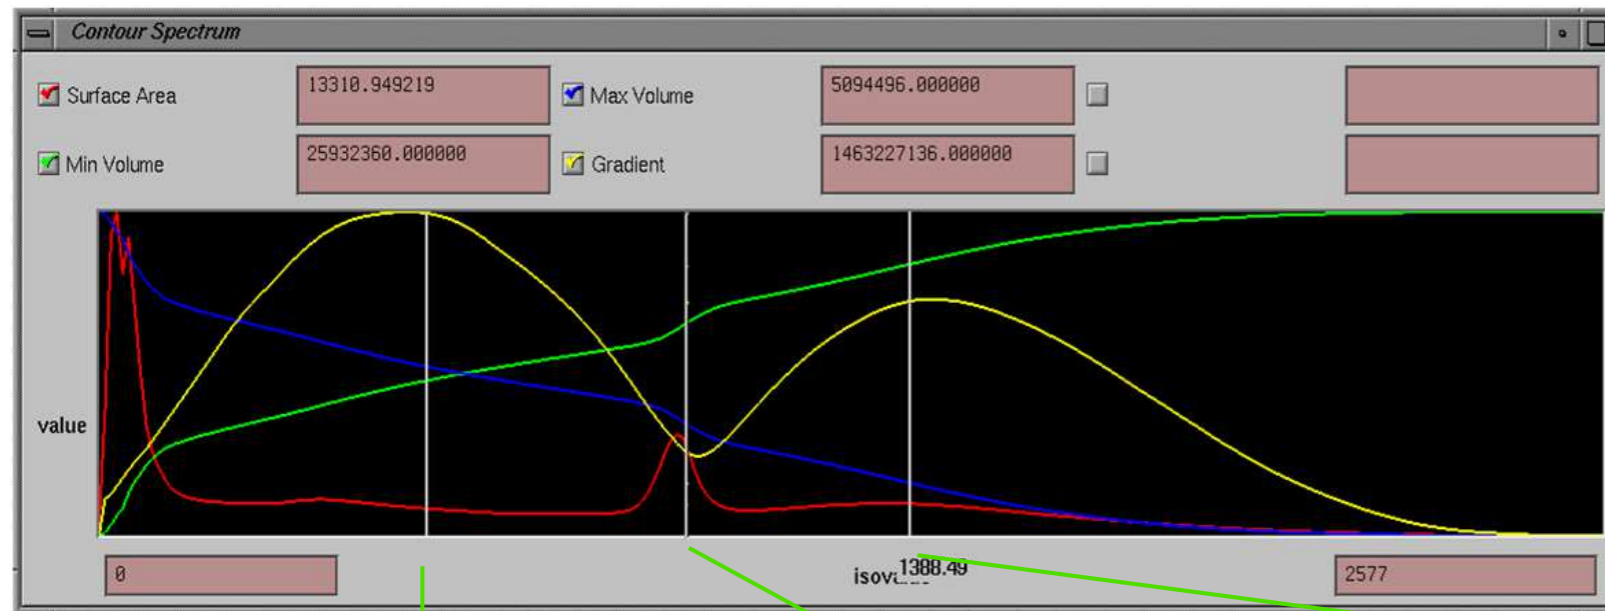 Contour Spectrum
Surface Area 13310.949219 Max Volume 5094496.000000
Min Volume 25932360.000000 Gradient 1463227136.000000
value
0 1388.49 2577